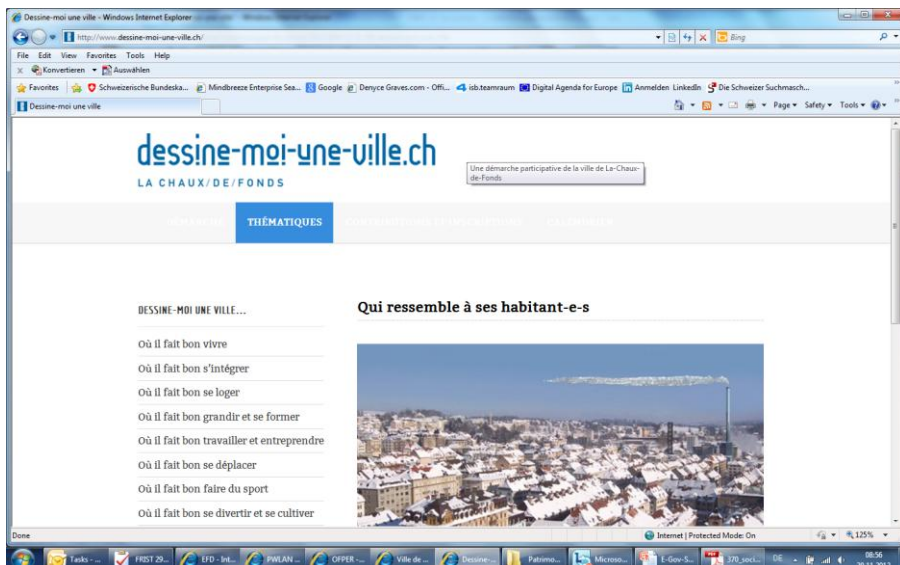 Dessine-moi une ville - Windows Internet Explorer
http://www.dessine-moi-une-ville.ch/
Bing
File Edit View Favorites Tools Help
x Konvertieren Auswählen
Favorites Schweizerische Bundeska... Mindbreeze Enterprise Sea... Google Denyce Graves.com - Offi... isb.teamraum Digital Agenda for Europe Anmelden LinkedIn Die Schweizer Suchmasch...
Dessine-moi une ville
Page Safety Tools
dessine-moi-une-ville.ch
LA CHAUX/DE/FONDS
Une démarche participative de la ville de La-Chaux-
de-Fonds
THÉMATIQUES
DESSINE-MOI UNE VILLE...
Qui ressemble à ses habitant-e-s
Où il fait bon vivre
Où il fait bon s'intégrer
Où il fait bon se loger
Où il fait bon grandir et se former
Où il fait bon travailler et entreprendre
Où il fait bon se déplacer
Où il fait bon faire du sport
Où il fait bon se divertir et se cultiver
Done
Internet | Protected Mode: On
125%
Tasks - ... FRIST 29... EFD - Int... PWLAN ... OFPER -... Ville de ... Dessine-... Patrimo... Microso... E-Gov-S... 370_soci... DE
08:56